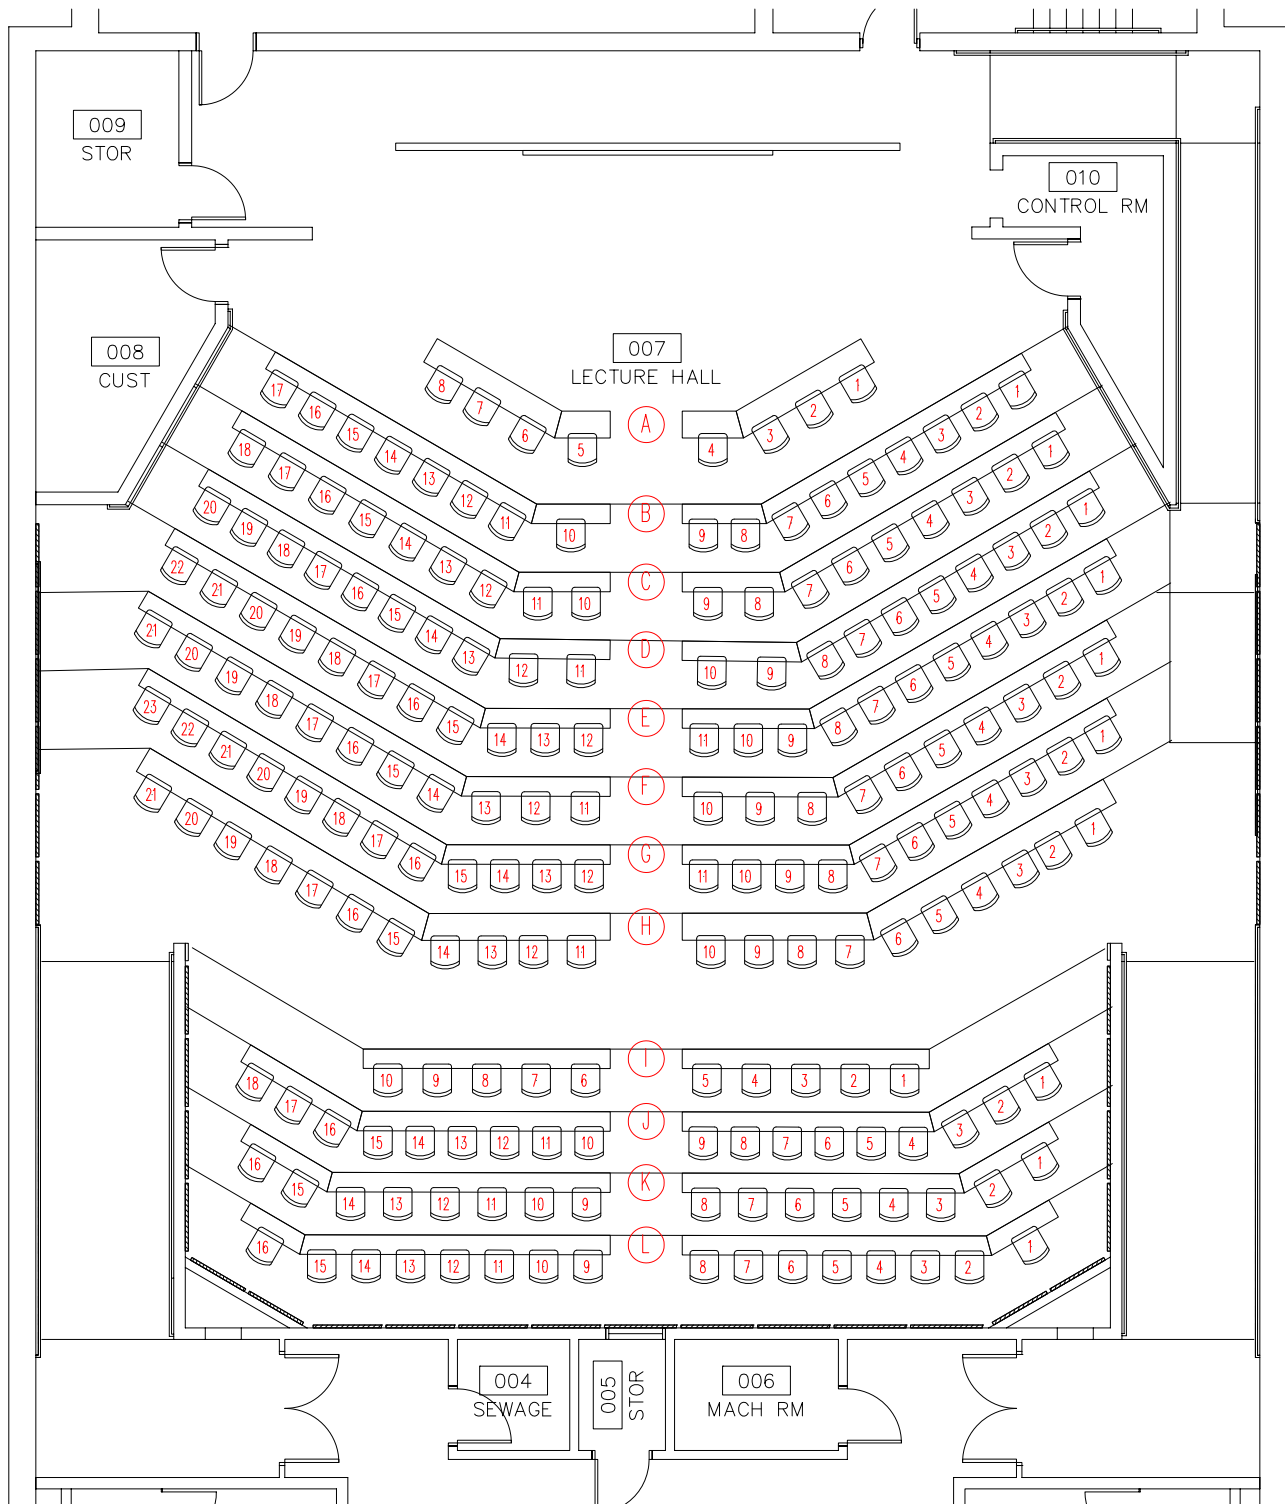 009
STOR
010
CONTROL RM
008
CUST
007
LECTURE HALL
8 7 6 5 A 4 3 2 1
17 16 15 14 13 12 11 10 B 9 8 7 6 5 4 3 2 1
18 17 16 15 14 13 12 11 10 C 9 8 7 6 5 4 3 2 1
20 19 18 17 16 15 14 13 12 11 D 10 9 8 7 6 5 4 3 2 1
22 21 20 19 18 17 16 15 14 13 12 E 11 10 9 8 7 6 5 4 3 2 1
21 20 19 18 17 16 15 14 13 12 11 F 10 9 8 7 6 5 4 3 2 1
23 22 21 20 19 18 17 16 15 14 13 12 G 11 10 9 8 7 6 5 4 3 2 1
21 20 19 18 17 16 15 14 13 12 11 H 10 9 8 7 6 5 4 3 2 1
10 9 8 7 6 I 5 4 3 2 1
18 17 16 15 14 13 12 11 10 J 9 8 7 6 5 4 3 2 1
16 15 14 13 12 11 10 9 K 8 7 6 5 4 3 2 1
16 15 14 13 12 11 10 9 L 8 7 6 5 4 3 2 1
004
SEWAGE
005
STOR
006
MACH RM